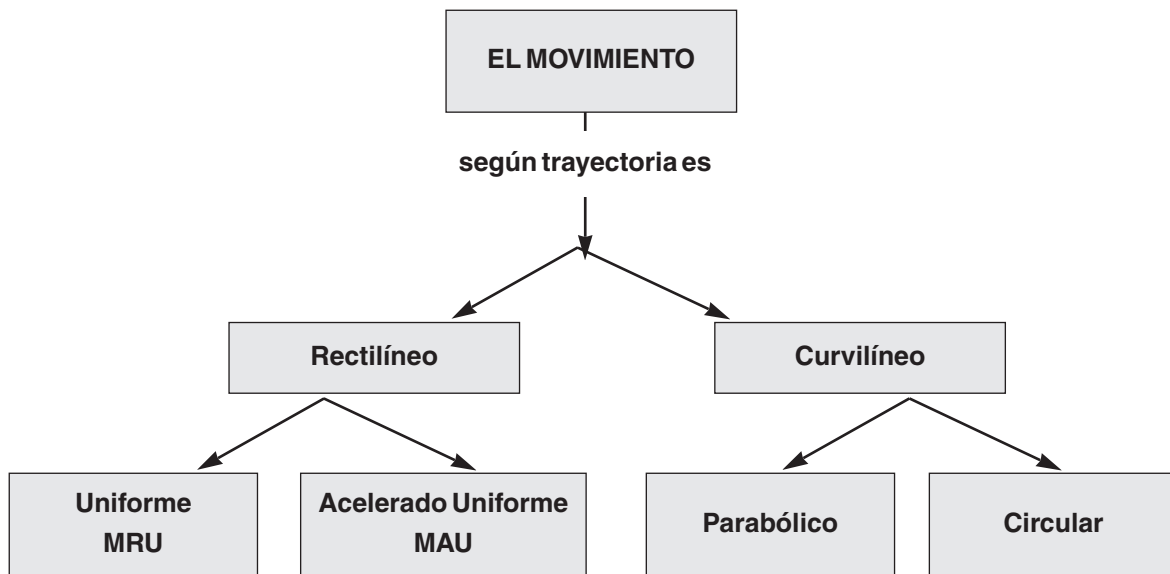 EL MOVIMIENTO
según trayectoria es
Rectilíneo
Curvilíneo
Uniforme
MRU
Acelerado Uniforme
MAU
Parabólico
Circular